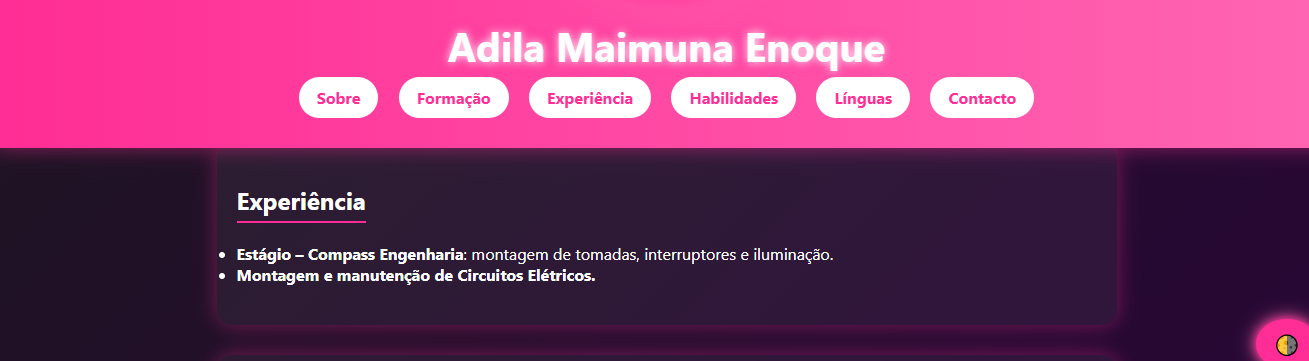 Adila Maimuna Enoque
Sobre Formação Experiência Habilidades Línguas Contacto
Experiência
• Estágio – Compass Engenharia: montagem de tomadas, interruptores e iluminação.
• Montagem e manutenção de Circuitos Elétricos.